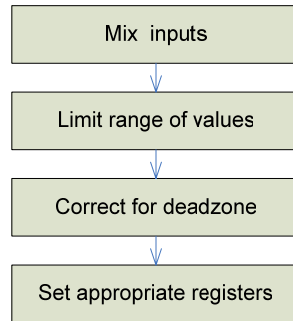 Mix inputs
Limit range of values
Correct for deadzone
Set appropriate registers